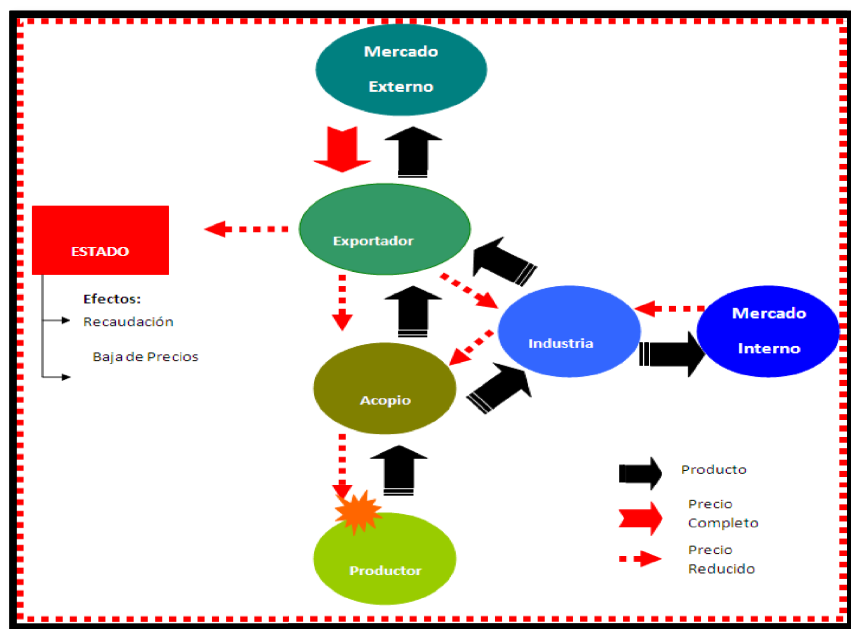 Mercado
Externo
Exportador
ESTADO
Efectos:
Recaudación
Baja de Precios
Industria
Mercado
Interno
Acopio
Productor
Producto
Precio
Completo
Precio
Reducido